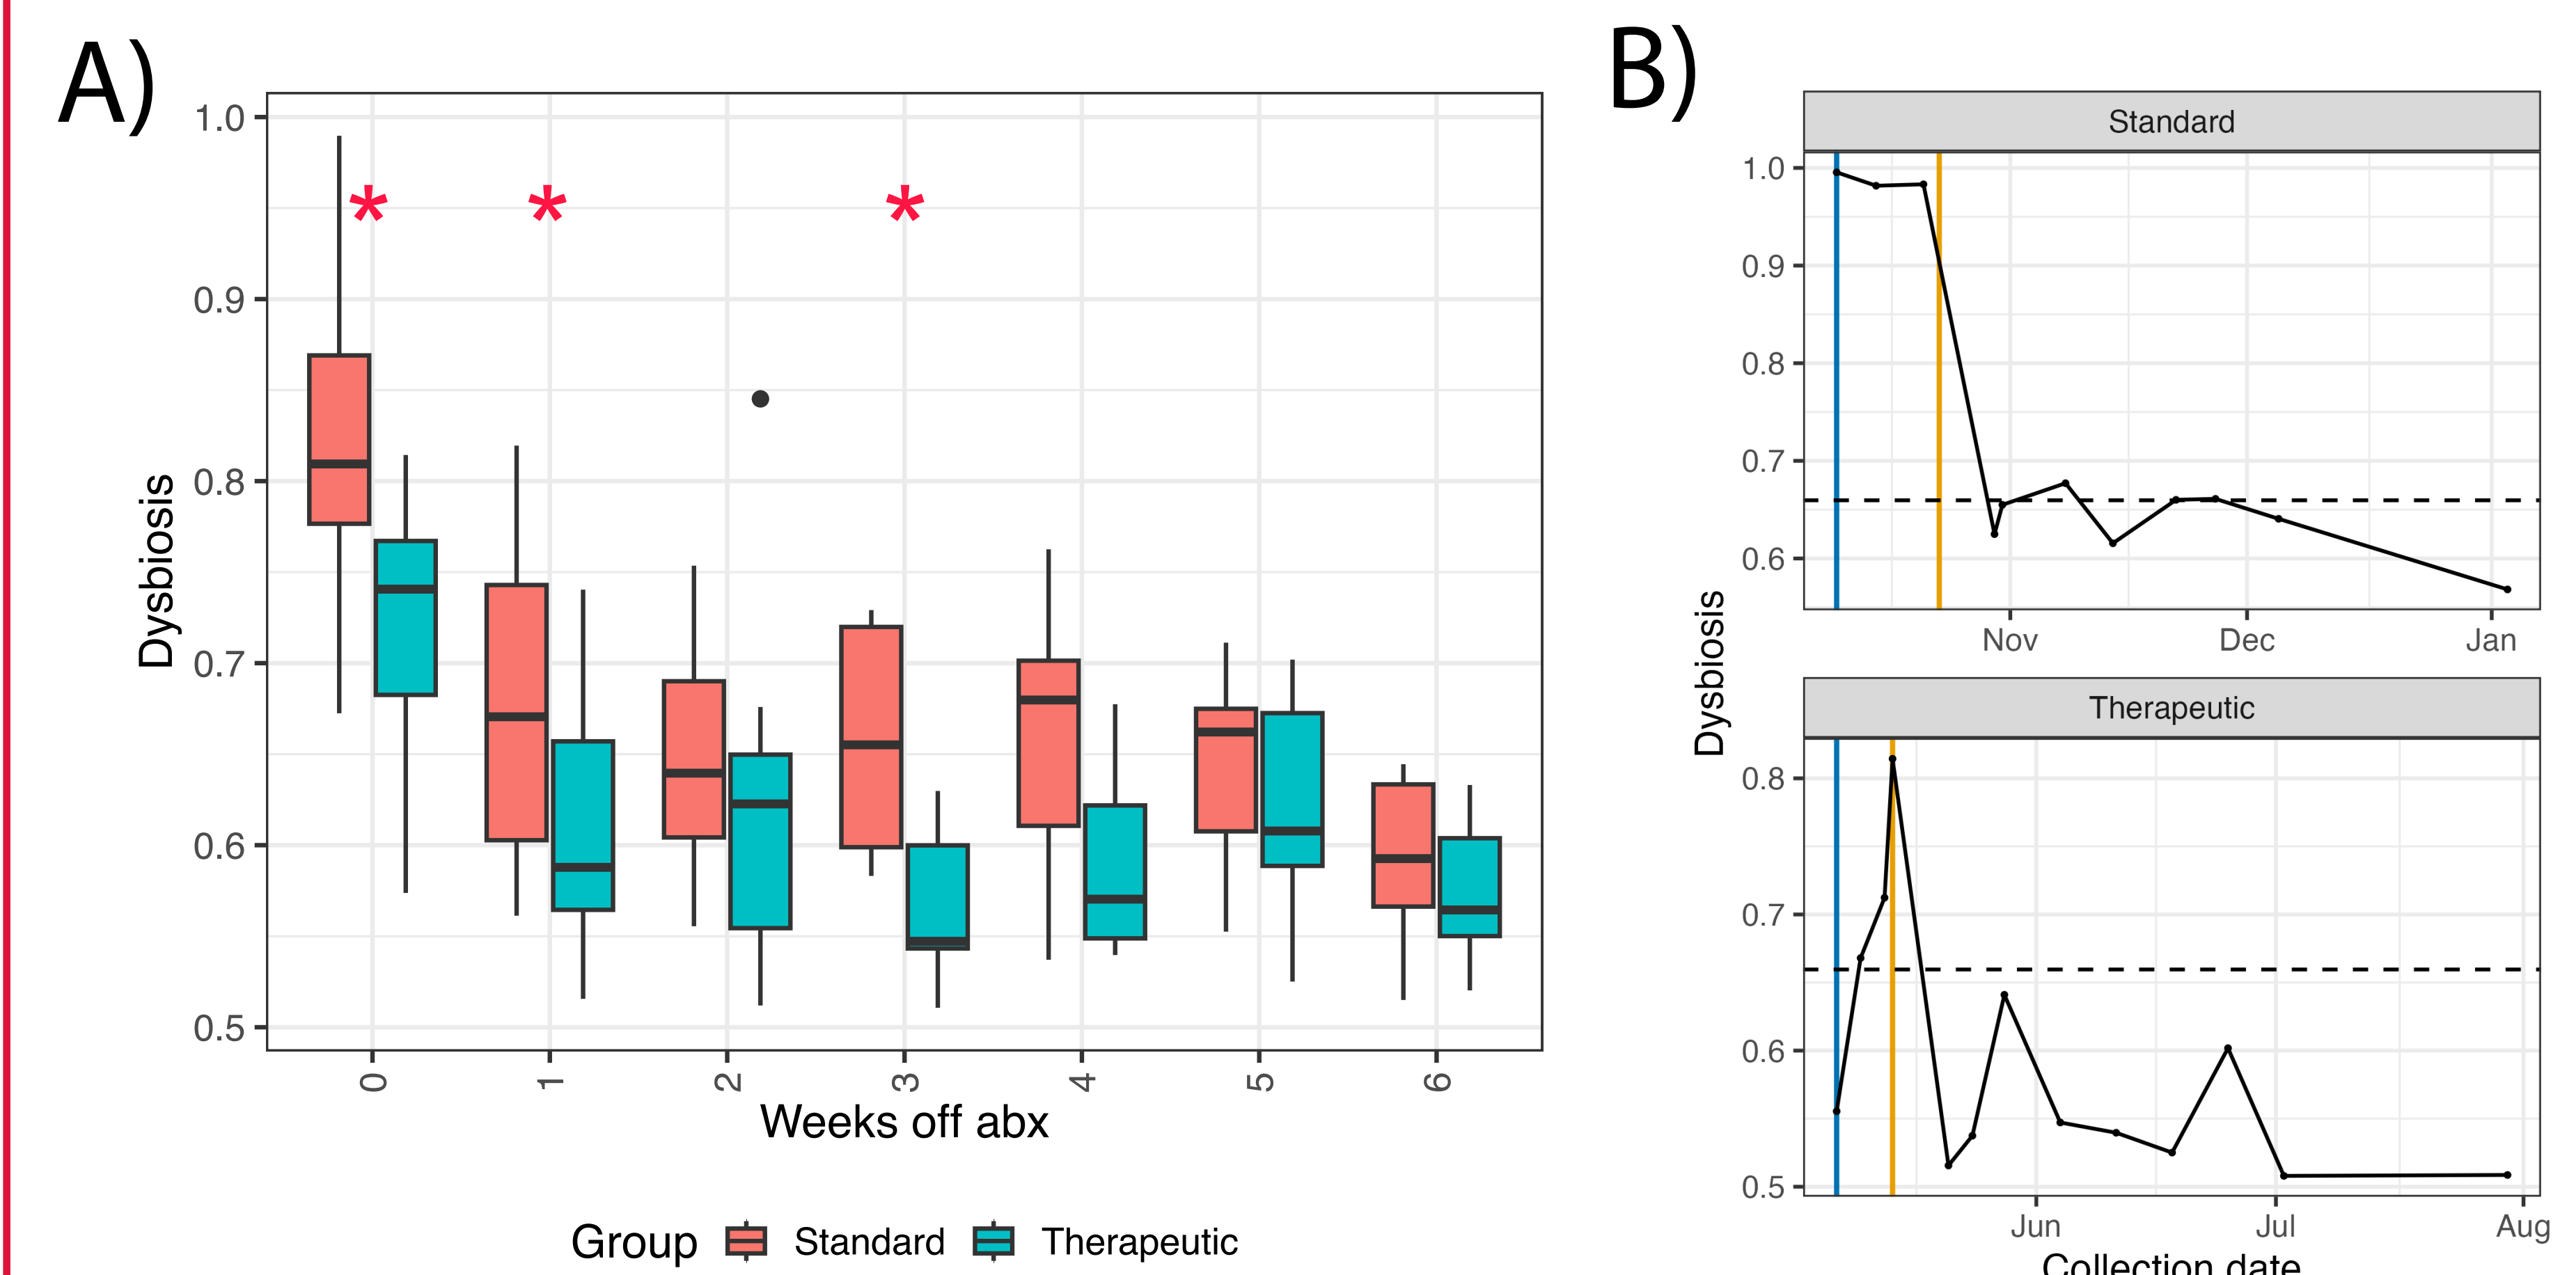 A)
1.0
0.9
0.8
0.7
0.6
0.5
Dysbiosis
* * *
0 1 2 3 4 5 6
Weeks off abx
Group Standard Therapeutic
B)
Standard
1.0
0.9
0.8
0.7
0.6
Nov Dec Jan
Dysbiosis
Therapeutic
0.8
0.7
0.6
0.5
Jun Jul Aug
Collection date